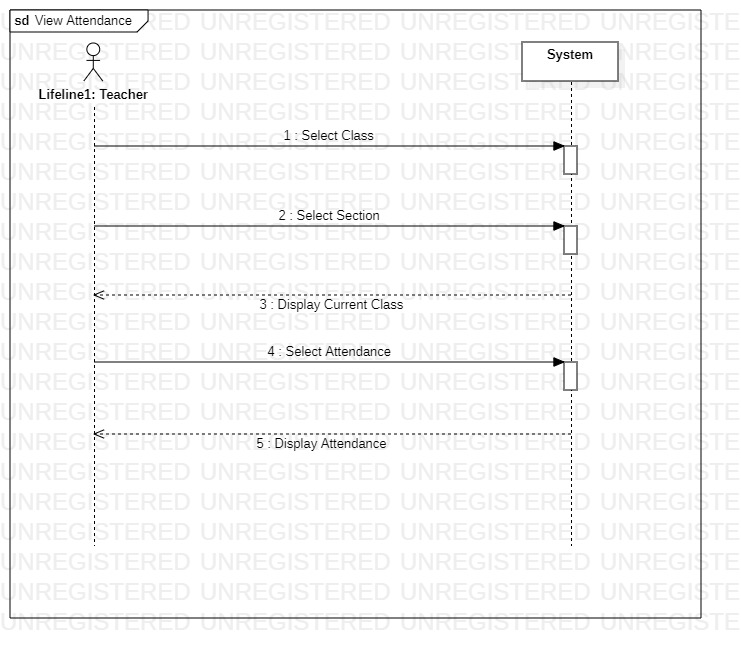 sd View Attendance
Lifeline1: Teacher
System
1 : Select Class
2 : Select Section
3 : Display Current Class
4 : Select Attendance
5 : Display Attendance
UNREGISTERED